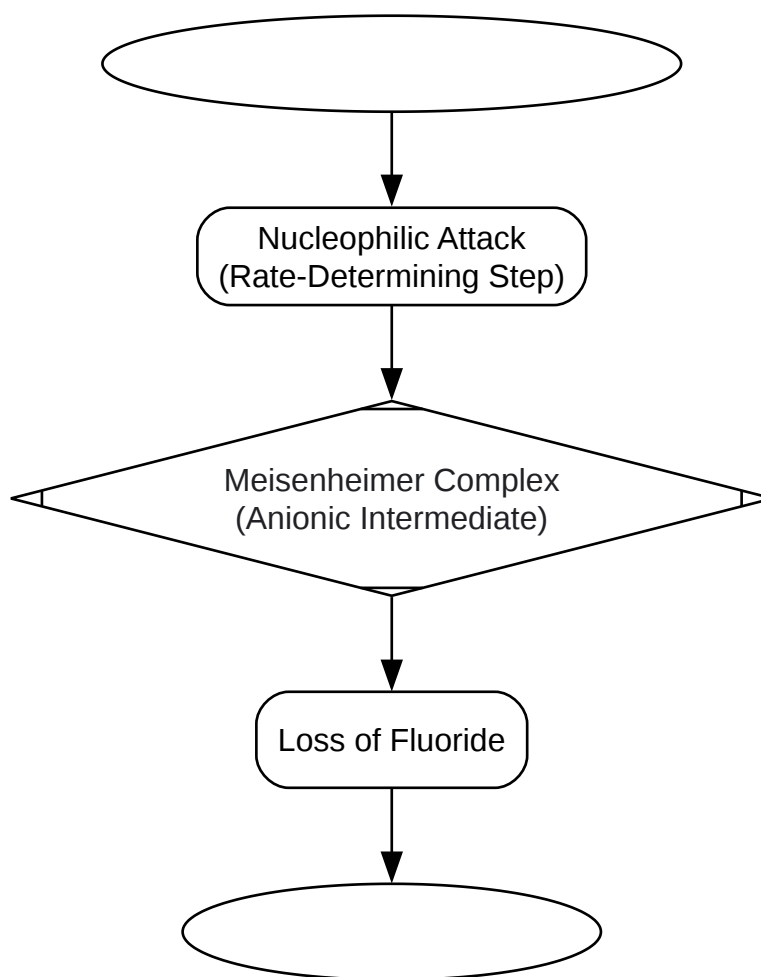 Nucleophilic Attack
(Rate-Determining Step)
Meisenheimer Complex
(Anionic Intermediate)
Loss of Fluoride